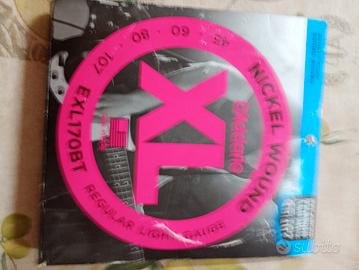 NICKEL WOUND
45 · 60 · 80 · 107
D'Addario
XL
EXL170BT
REGULAR LIGHT GAUGE
subito